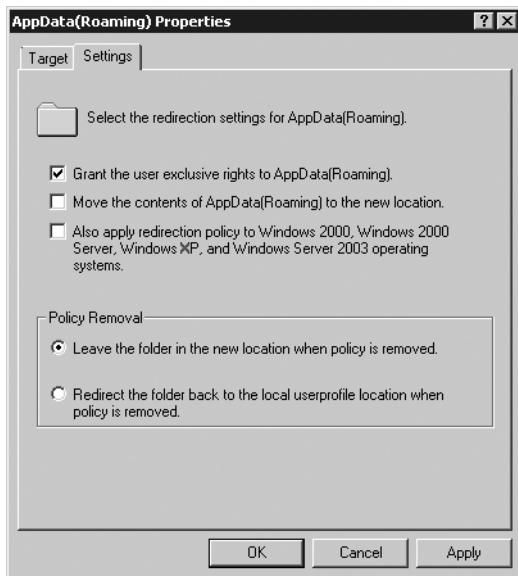 AppData(Roaming) Properties
Target
Settings
Select the redirection settings for AppData(Roaming).
Grant the user exclusive rights to AppData(Roaming).
Move the contents of AppData(Roaming) to the new location.
Also apply redirection policy to Windows 2000, Windows 2000
Server, Windows XP, and Windows Server 2003 operating
systems.
Policy Removal
Leave the folder in the new location when policy is removed.
Redirect the folder back to the local userprofile location when
policy is removed.
OK
Cancel
Apply